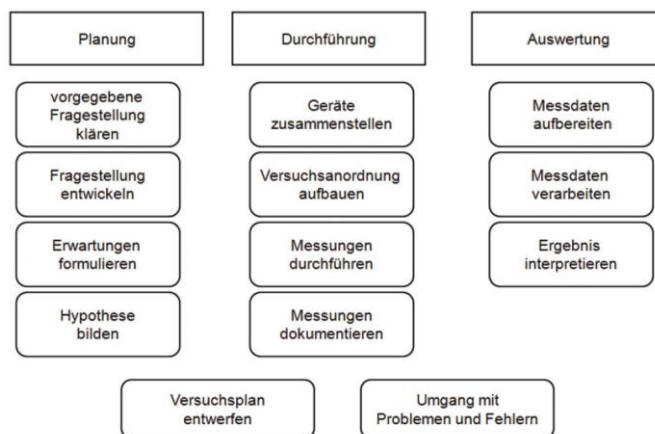 Planung
vorgegebene
Fragestellung
klären
Fragestellung
entwickeln
Erwartungen
formulieren
Hypothese
bilden
Durchführung
Geräte
zusammenstellen
Versuchsanordnung
aufbauen
Messungen
durchführen
Messungen
dokumentieren
Auswertung
Messdaten
aufbereiten
Messdaten
verarbeiten
Ergebnis
interpretieren
Versuchsplan
entwerfen
Umgang mit
Problemen und Fehlern